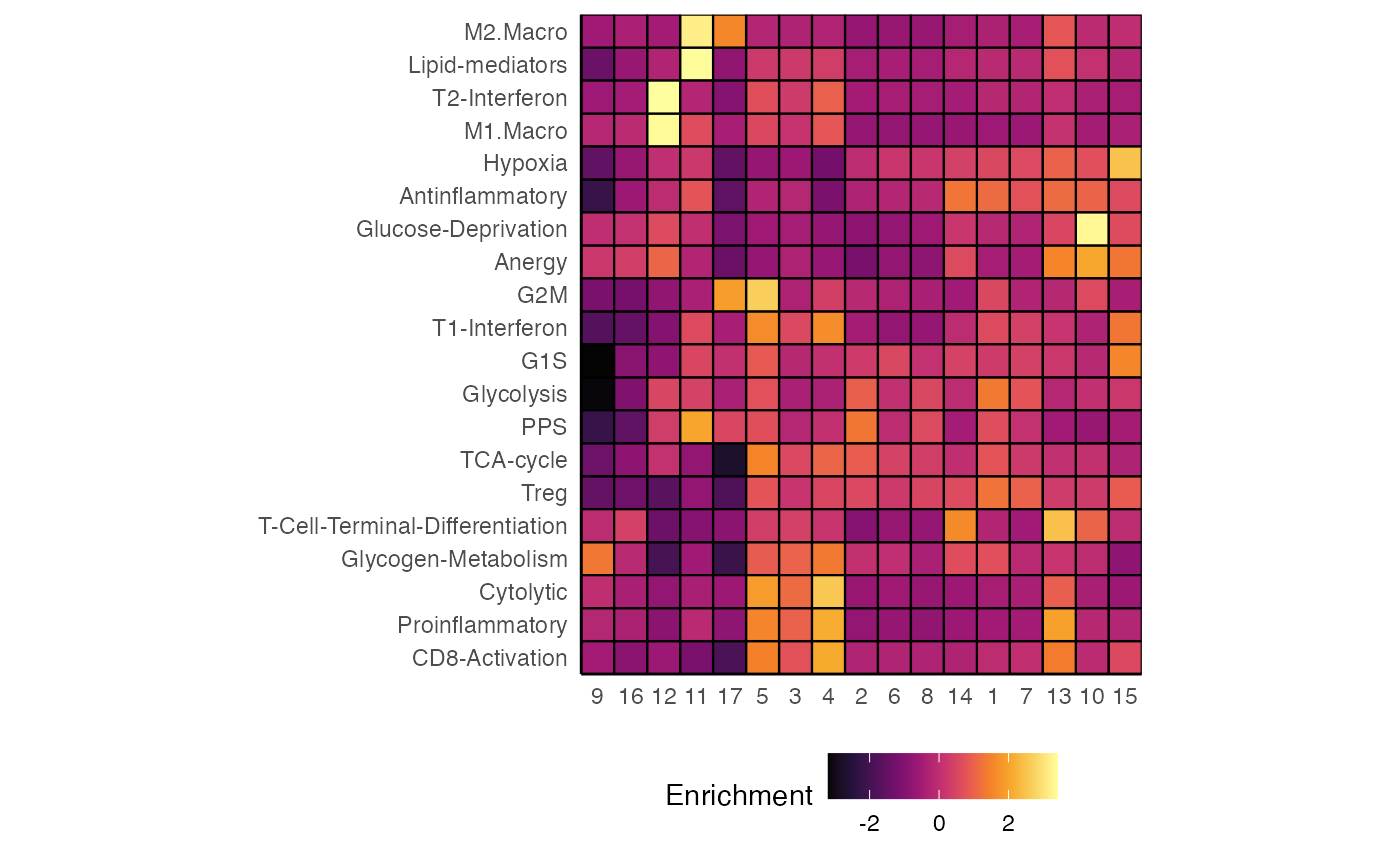 M2.Macro
Lipid-mediators
T2-Interferon
M1.Macro
Hypoxia
Antinflammatory
Glucose-Deprivation
Anergy
G2M
T1-Interferon
G1S
Glycolysis
PPS
TCA-cycle
Treg
T-Cell-Terminal-Differentiation
Glycogen-Metabolism
Cytolytic
Proinflammatory
CD8-Activation
9 16 12 11 17 5 3 4 2 6 8 14 1 7 13 10 15
Enrichment
-2 0 2